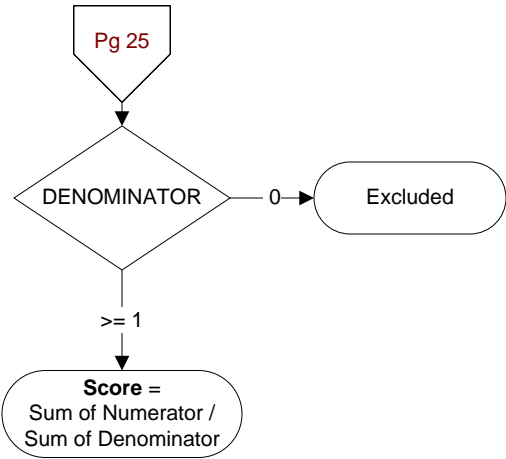 Pg 25
DENOMINATOR
0
Excluded
>= 1
Score =
Sum of Numerator /
Sum of Denominator